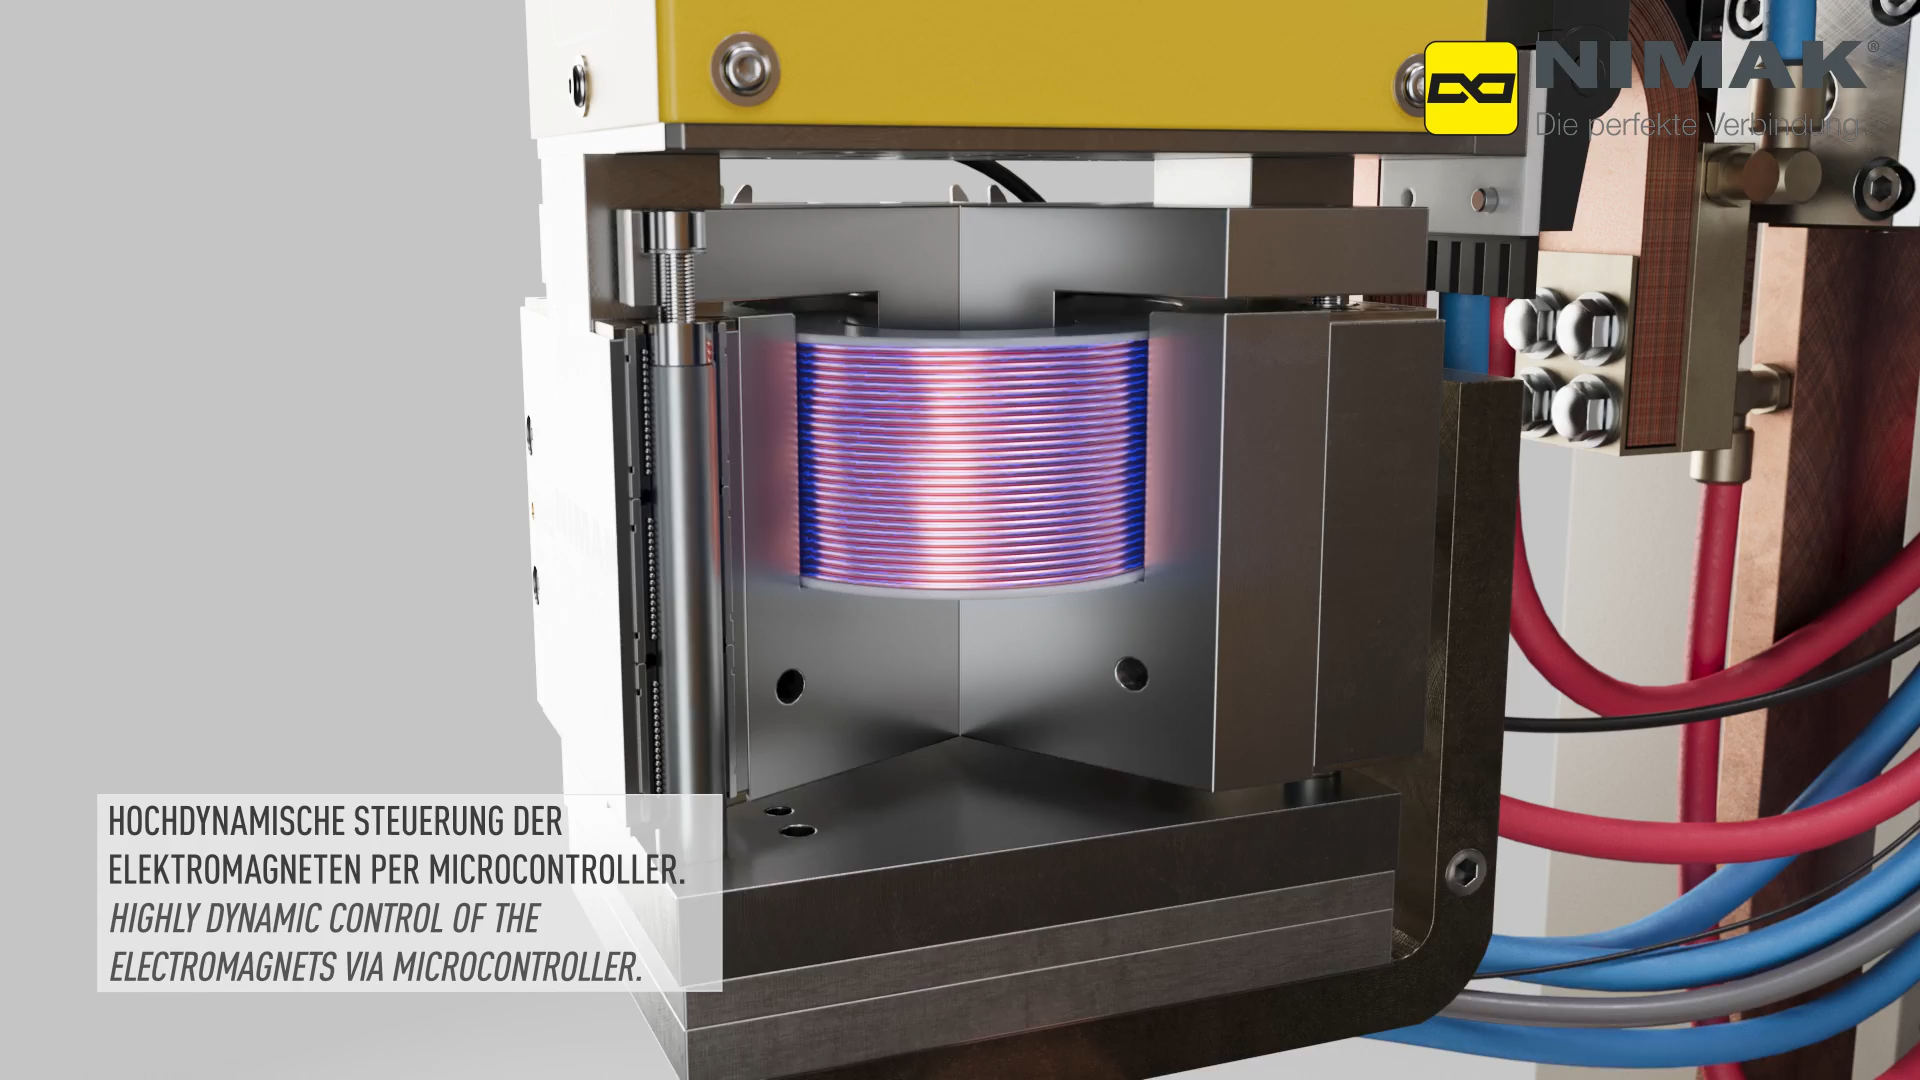 NIMAK®
Die perfekte Verbindung.
HOCHDYNAMISCHE STEUERUNG DER
ELEKTROMAGNETEN PER MICROCONTROLLER.
HIGHLY DYNAMIC CONTROL OF THE
ELECTROMAGNETS VIA MICROCONTROLLER.